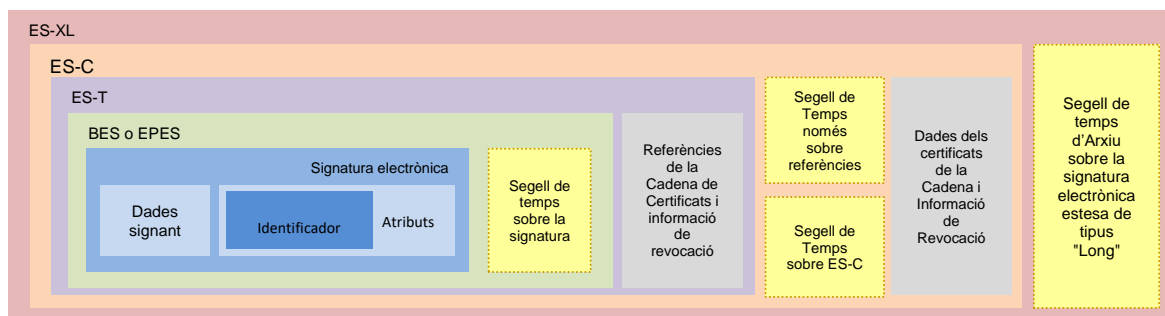 ES-XL
ES-C
ES-T
BES o EPES
Signatura electrònica
Dades
signant
Identificador
Atributs
Segell de
temps
sobre la
signatura
Referències
de la
Cadena de
Certificats i
informació
de
revocació
Segell de
Temps
només
sobre
referències
Segell de
Temps
sobre ES-C
Dades dels
certificats
de la
Cadena i
Informació
de
Revocació
Segell de
temps
d'Arxiu
sobre la
signatura
electrònica
estesa de
tipus
"Long"